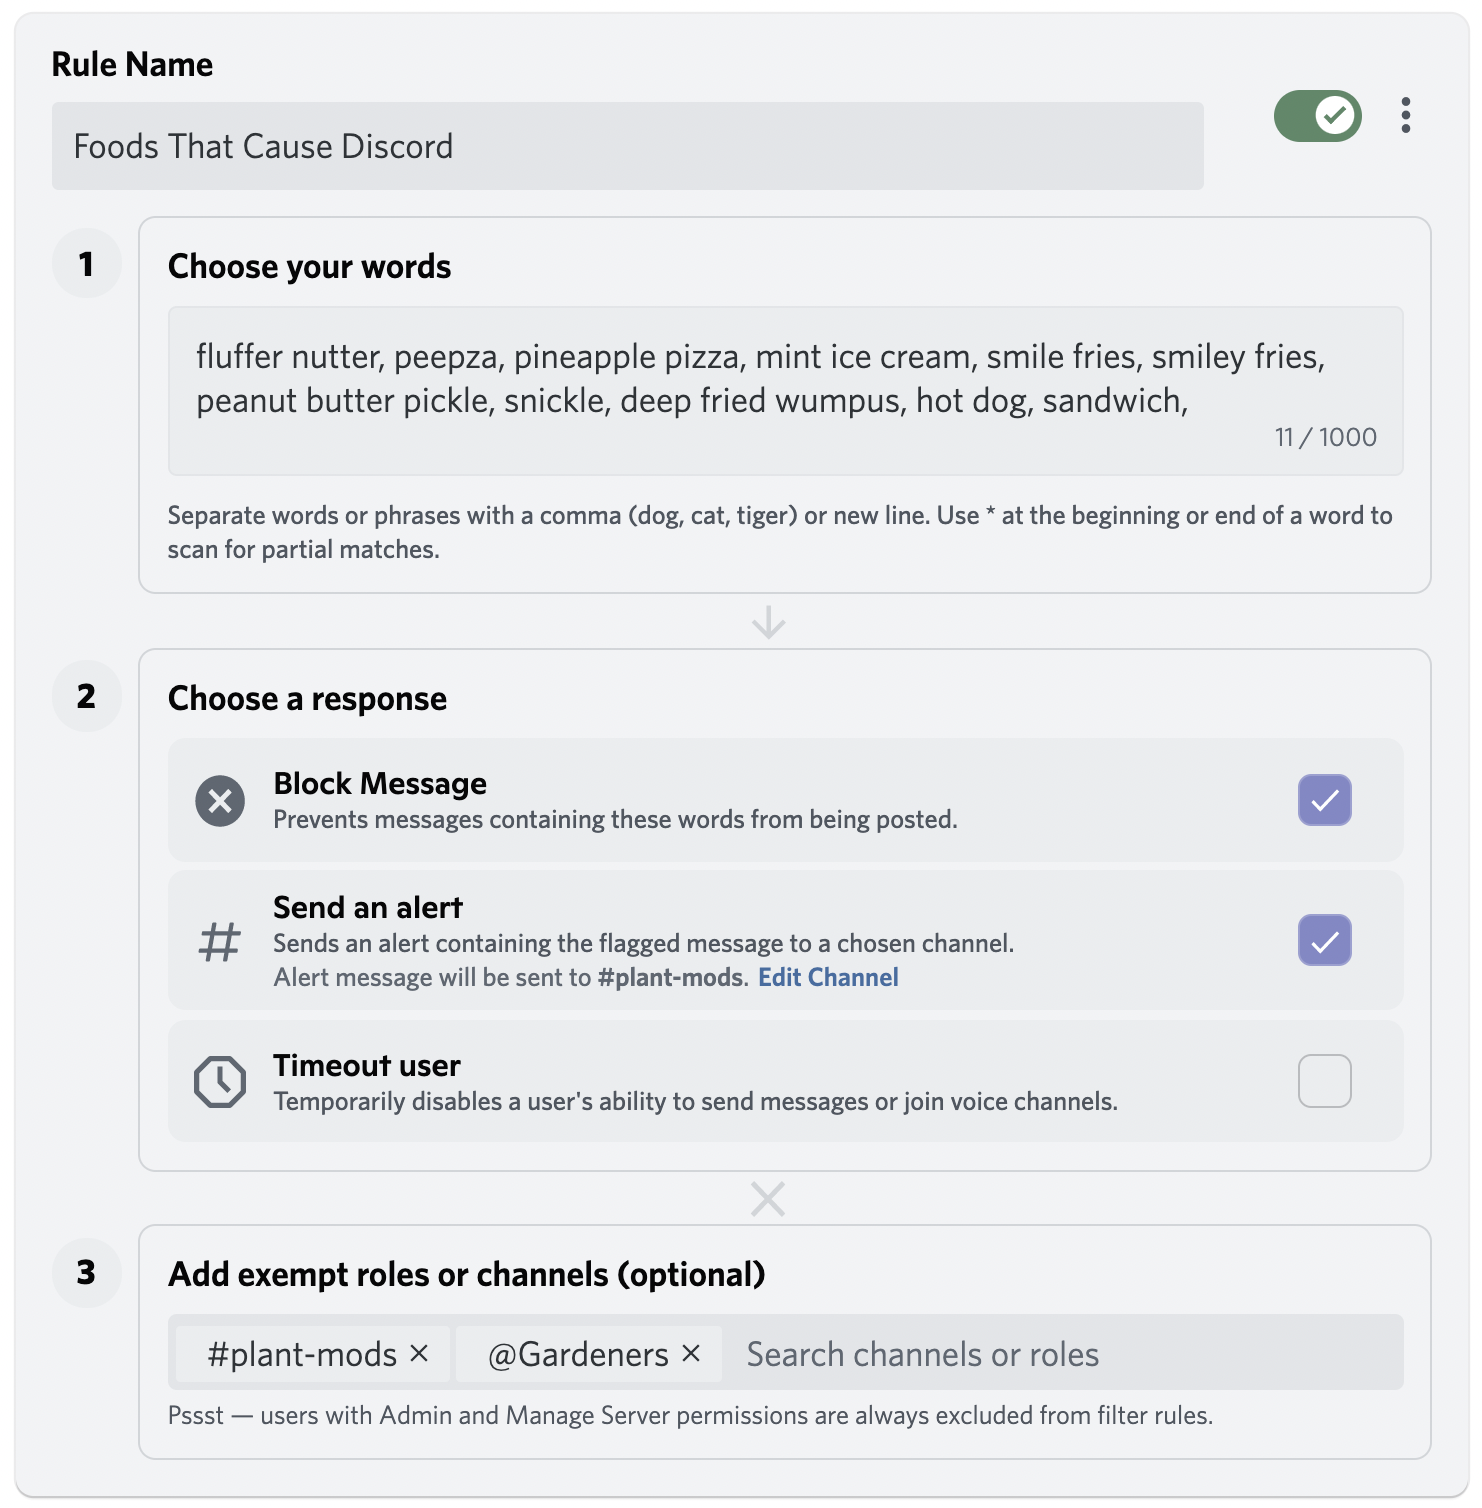 Rule Name
Foods That Cause Discord
1
Choose your words
fluffer nutter, peepza, pineapple pizza, mint ice cream, smile fries, smiley fries,
peanut butter pickle, snickle, deep fried wumpus, hot dog, sandwich,
11 / 1000
Separate words or phrases with a comma (dog, cat, tiger) or new line. Use * at the beginning or end of a word to
scan for partial matches.
2
Choose a response
Block Message
Prevents messages containing these words from being posted.
Send an alert
Sends an alert containing the flagged message to a chosen channel.
Alert message will be sent to #plant-mods. Edit Channel
Timeout user
Temporarily disables a user's ability to send messages or join voice channels.
3
Add exempt roles or channels (optional)
#plant-mods × @Gardeners × Search channels or roles
Pssst — users with Admin and Manage Server permissions are always excluded from filter rules.